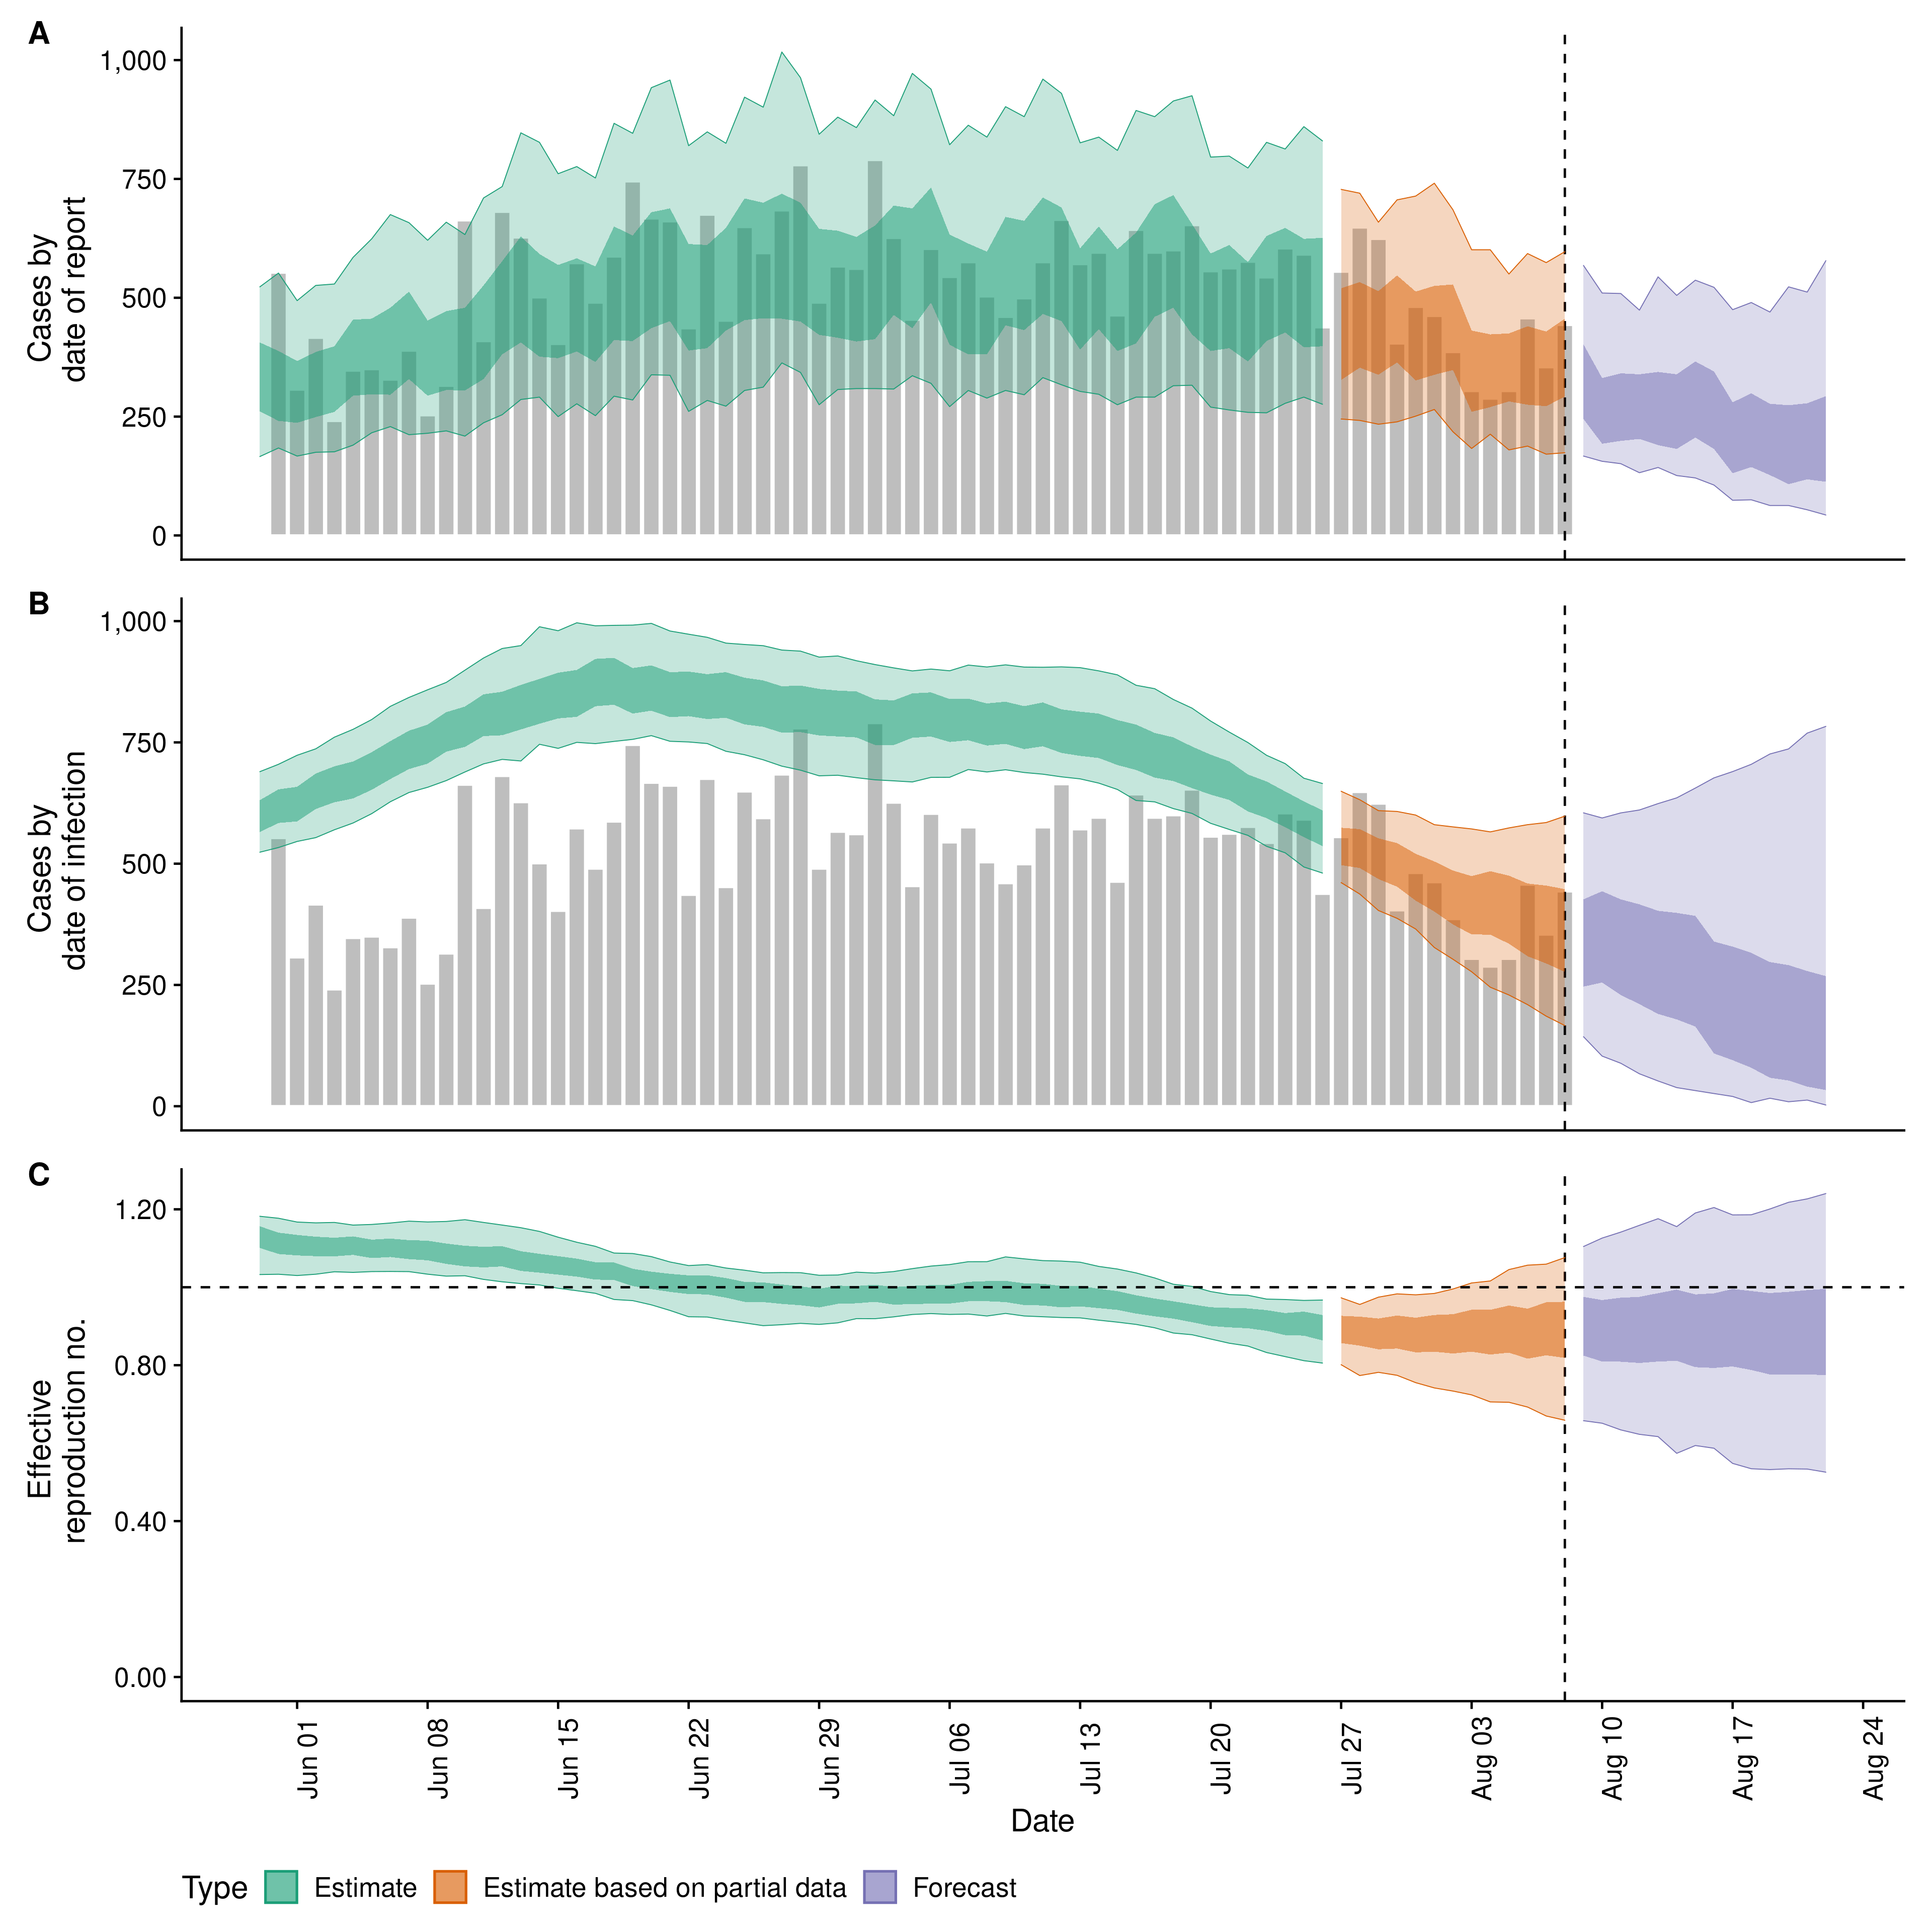 A
Cases by
date of report
1,000
750
500
250
0
B
Cases by
date of infection
1,000
750
500
250
0
C
Effective
reproduction no.
1.20
0.80
0.40
0.00
Jun 01
Jun 08
Jun 15
Jun 22
Jun 29
Jul 06
Jul 13
Jul 20
Jul 27
Aug 03
Aug 10
Aug 17
Aug 24
Date
Type Estimate Estimate based on partial data Forecast